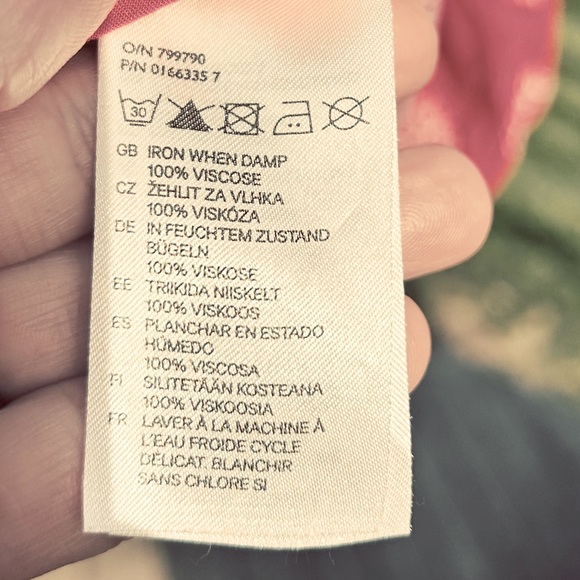 O/N 799790
P/N 0166335 7
30
GB IRON WHEN DAMP
100% VISCOSE
CZ ŽEHLIT ZA VLHKA
100% VISKÓZA
DE IN FEUCHTEM ZUSTAND
BÜGELN
100% VISKOSE
EE TRIIKIDA NIISKELT
100% VISKOOS
ES PLANCHAR EN ESTADO
HÚMEDO
100% VISCOSA
FI SILITETÄÄN KOSTEANA
100% VISKOOSIA
FR LAVER À LA MACHINE À
L'EAU FROIDE CYCLE
DÉLICAT. BLANCHIR
SANS CHLORE SI